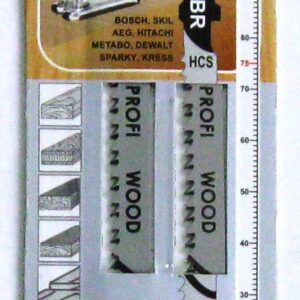 BOSCH, SKIL
AEG, HITACHI
METABO, DEWALT
SPARKY, KRESS
BR
HCS
PROFI WOOD
PROFI WOOD
80
75
70
60
50
40
30